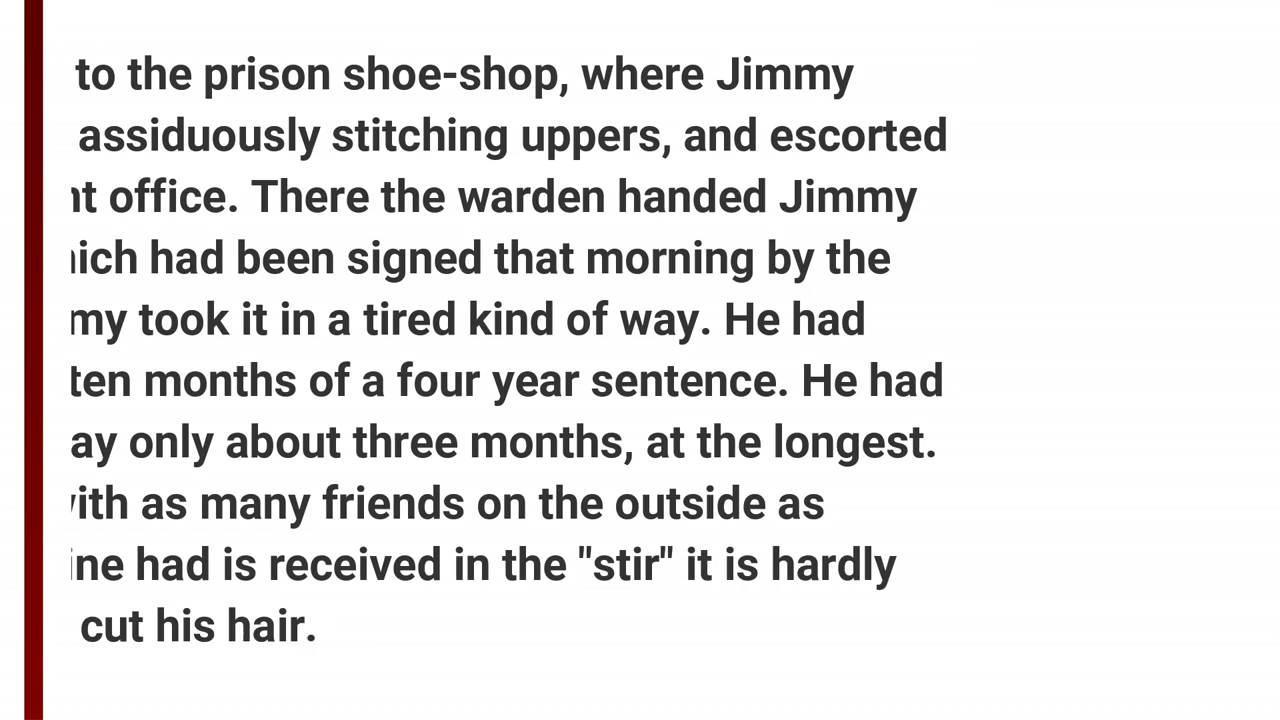 to the prison shoe-shop, where Jimmy
assiduously stitching uppers, and escorted
office. There the warden handed Jimmy
had been signed that morning by the
took it in a tired kind of way. He had
ten months of a four year sentence. He had
only about three months, at the longest.
as many friends on the outside as
had is received in the "stir" it is hardly
cut his hair.